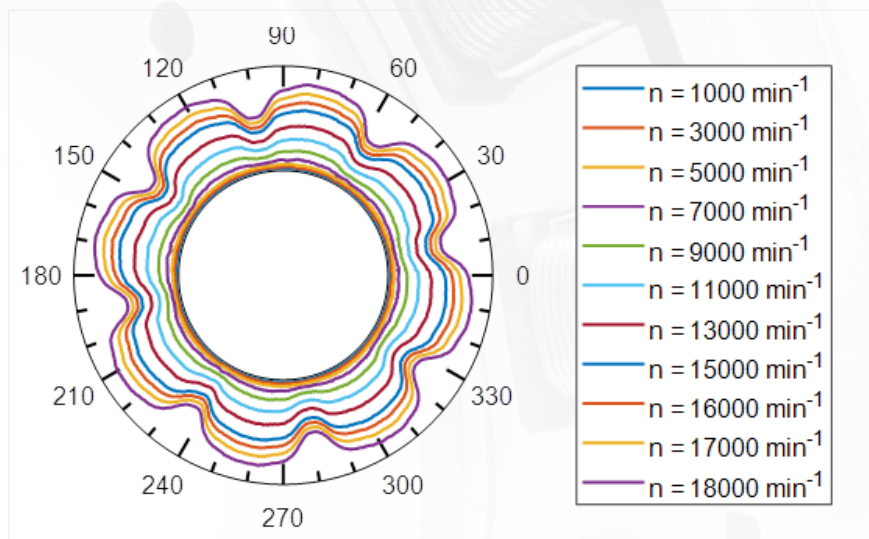 90
120
60
150
30
180
0
210
330
240
300
270
n = 1000 min-1
n = 3000 min-1
n = 5000 min-1
n = 7000 min-1
n = 9000 min-1
n = 11000 min-1
n = 13000 min-1
n = 15000 min-1
n = 16000 min-1
n = 17000 min-1
n = 18000 min-1